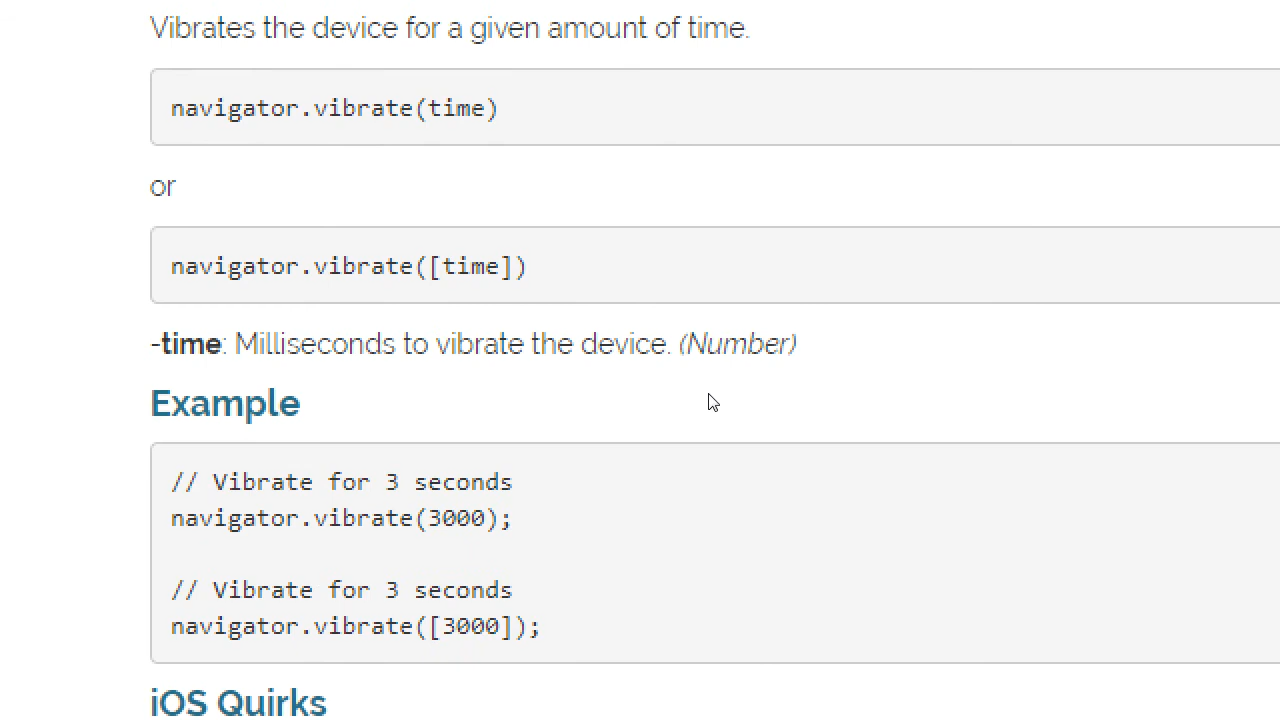 Vibrates the device for a given amount of time.
navigator.vibrate(time)
or
navigator.vibrate([time])
-time: Milliseconds to vibrate the device. (Number)
Example
// Vibrate for 3 seconds
navigator.vibrate(3000);
// Vibrate for 3 seconds
navigator.vibrate([3000]);
iOS Quirks